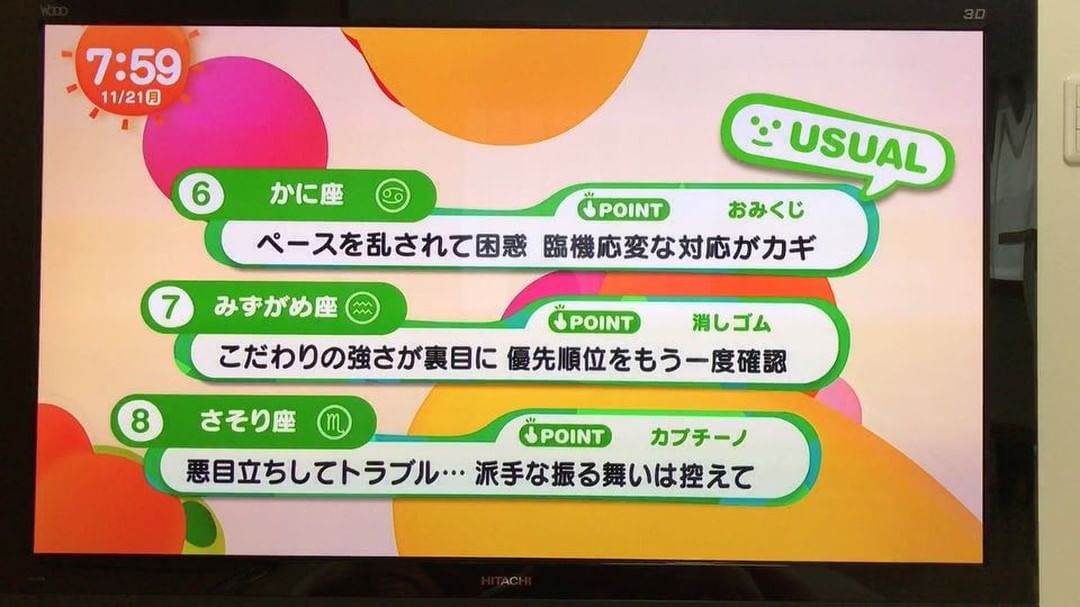 Wooo
3D
7:59
11/21月
USUAL
6 かに座 POINT おみくじ
ペースを乱されて困惑 臨機応変な対応がカギ
7 みずがめ座 POINT 消しゴム
こだわりの強さが裏目に 優先順位をもう一度確認
8 さそり座 POINT カプチーノ
悪目立ちしてトラブル… 派手な振る舞いは控えて
HITACHI